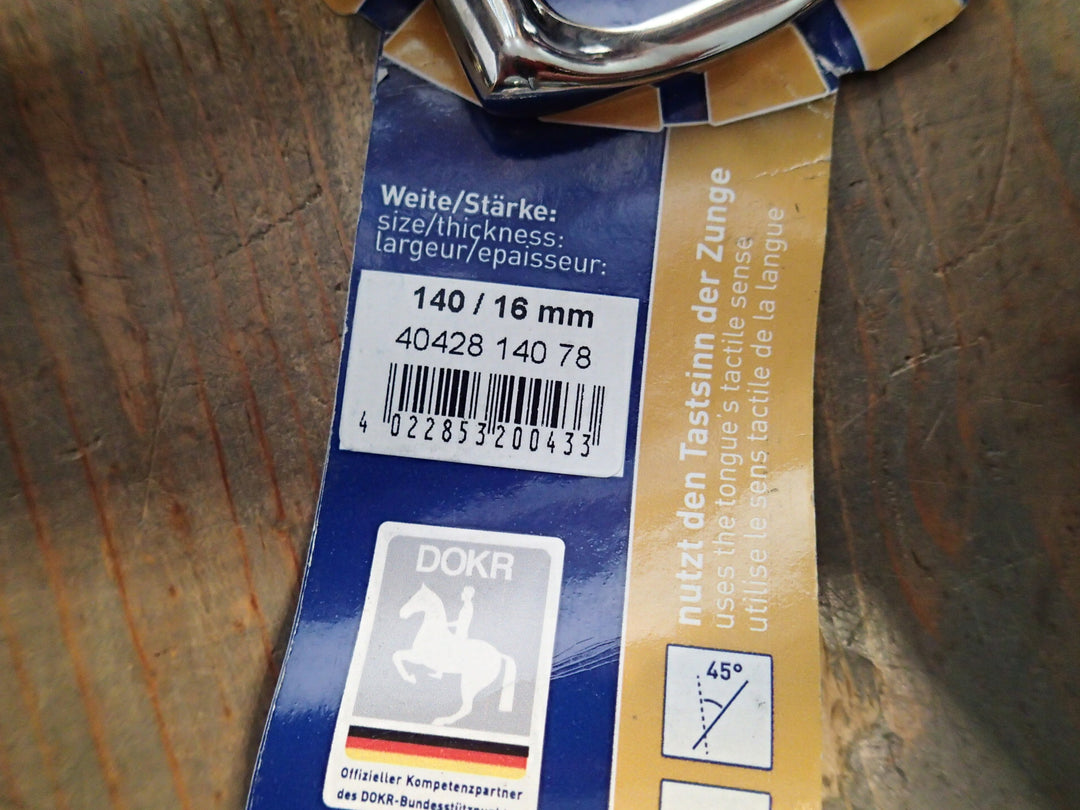 Weite/Stärke:
size/thickness:
largeur/epaisseur:
140 / 16 mm
40428 140 78
4 022853 200433
DOKR
Offizieller Kompetenzpartner
des
nutzt den Tastsinn der Zunge
uses the tongue's tactile sense
utilise le sens tactile de la langue
45°